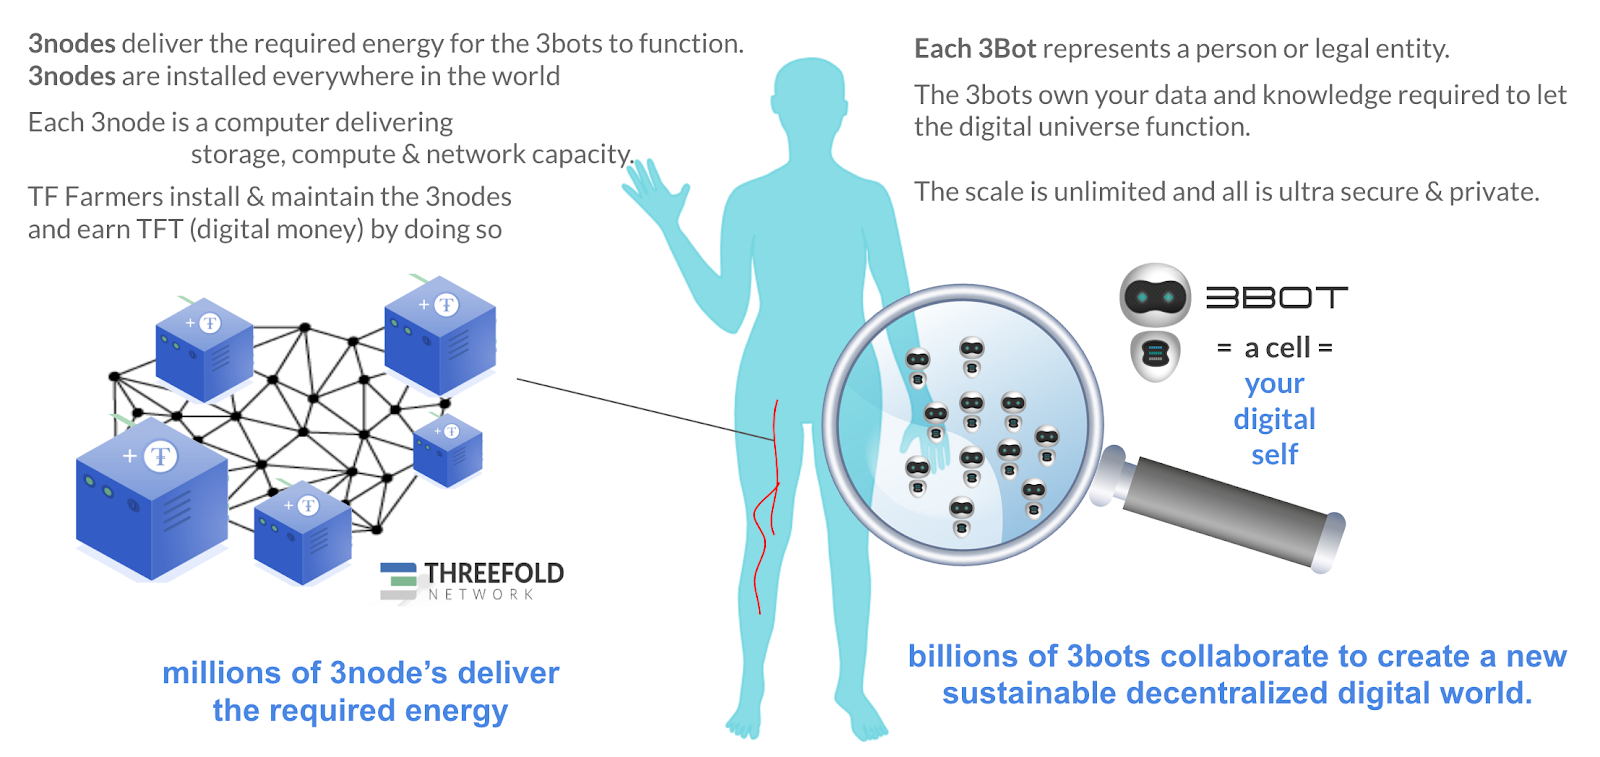 3nodes deliver the required energy for the 3bots to function.
3nodes are installed everywhere in the world
Each 3node is a computer delivering
storage, compute & network capacity.
TF Farmers install & maintain the 3nodes
and earn TFT (digital money) by doing so
+ Ŧ
+ Ŧ
+ Ŧ
+ Ŧ
+ Ŧ
THREEFOLD
NETWORK
millions of 3node’s deliver
the required energy
Each 3Bot represents a person or legal entity.
The 3bots own your data and knowledge required to let
the digital universe function.
The scale is unlimited and all is ultra secure & private.
3BOT
= a cell =
your
digital
self
billions of 3bots collaborate to create a new
sustainable decentralized digital world.